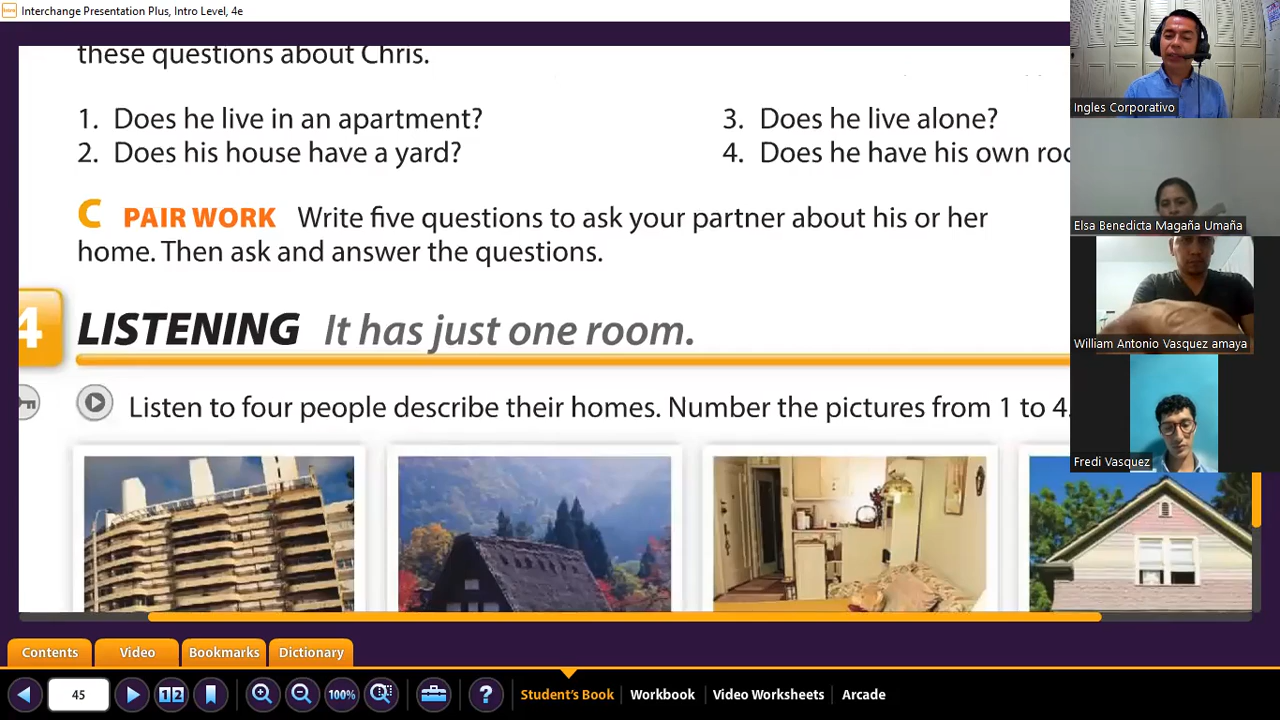 Interchange Presentation Plus, Intro Level, 4e
these questions about Chris.
1. Does he live in an apartment?
2. Does his house have a yard?
3. Does he live alone?
4. Does he have his own
C PAIR WORK Write five questions to ask your partner about his or her
home. Then ask and answer the questions.
4 LISTENING It has just one room.
Listen to four people describe their homes. Number the pictures from 1 to 4.
Ingles Corporativo
Elsa Benedicta Magaña Umaña
William Antonio Vasquez amaya
Fredi Vasquez
Contents
Video
Bookmarks
Dictionary
45
1 2
100%
?
Student's Book
Workbook
Video Worksheets
Arcade